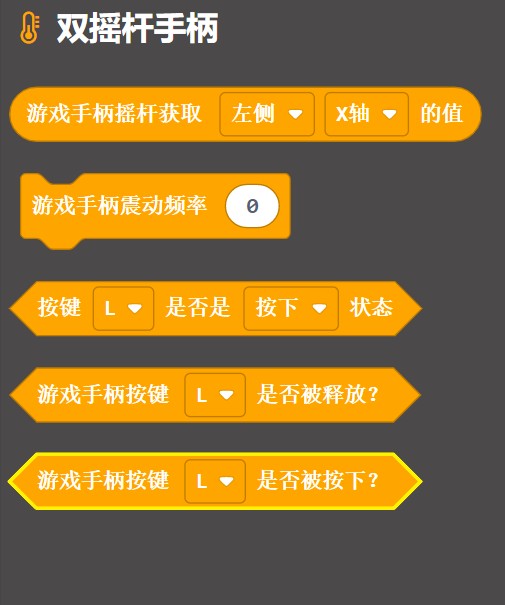 双摇杆手柄
游戏手柄摇杆获取 左侧 X轴 的值
游戏手柄震动频率 0
按键 L 是否是 按下 状态
游戏手柄按键 L 是否被释放?
游戏手柄按键 L 是否被按下?